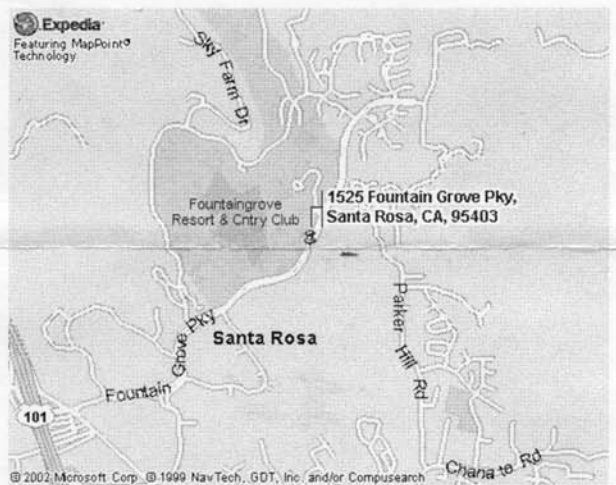 Expedia
Featuring MapPoint®
Technology
Sky Farm Dr
Fountaingrove
Resort & Cntry Club
1525 Fountain Grove Pky,
Santa Rosa, CA, 95403
Parker Hill Rd
Santa Rosa
Fountain Grove Pky
101
Chanate Rd
© 2002 Microsoft Corp © 1999 NavTech, GDT, Inc. and/or Compusearch